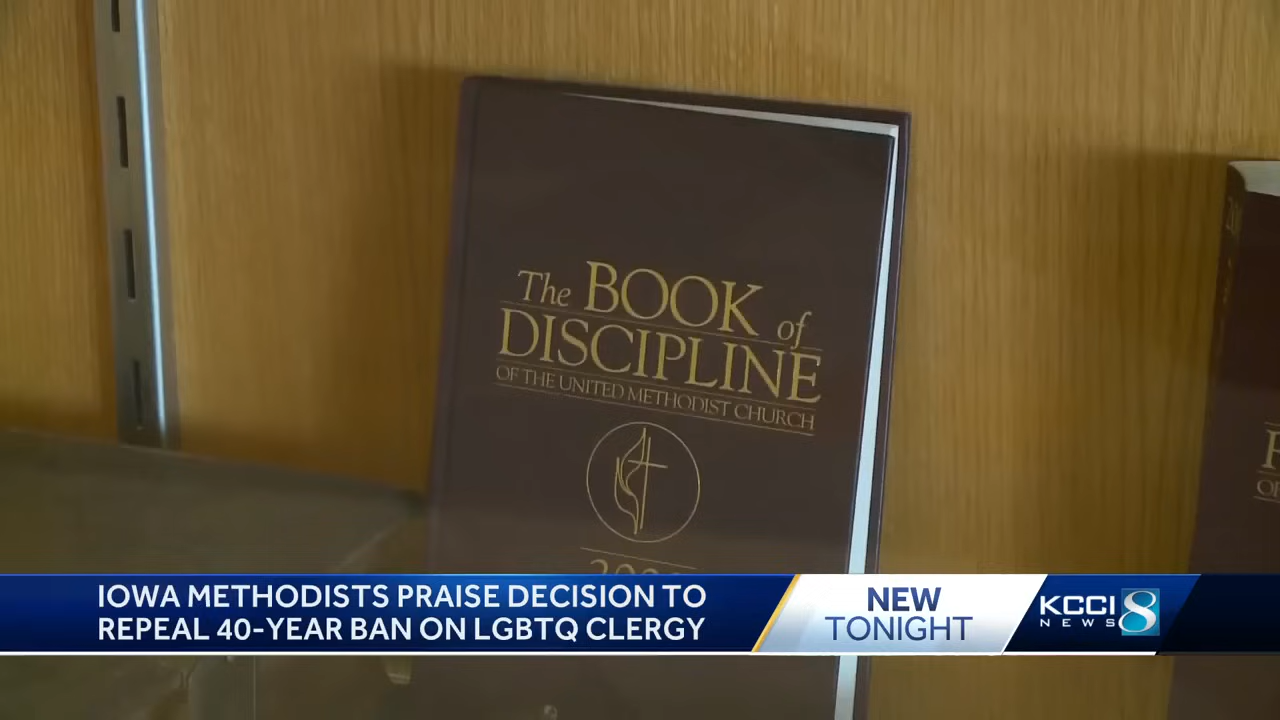 The BOOK of
DISCIPLINE
OF THE UNITED METHODIST CHURCH
IOWA METHODISTS PRAISE DECISION TO
REPEAL 40-YEAR BAN ON LGBTQ CLERGY
NEW
TONIGHT
KCCI 8
NEWS